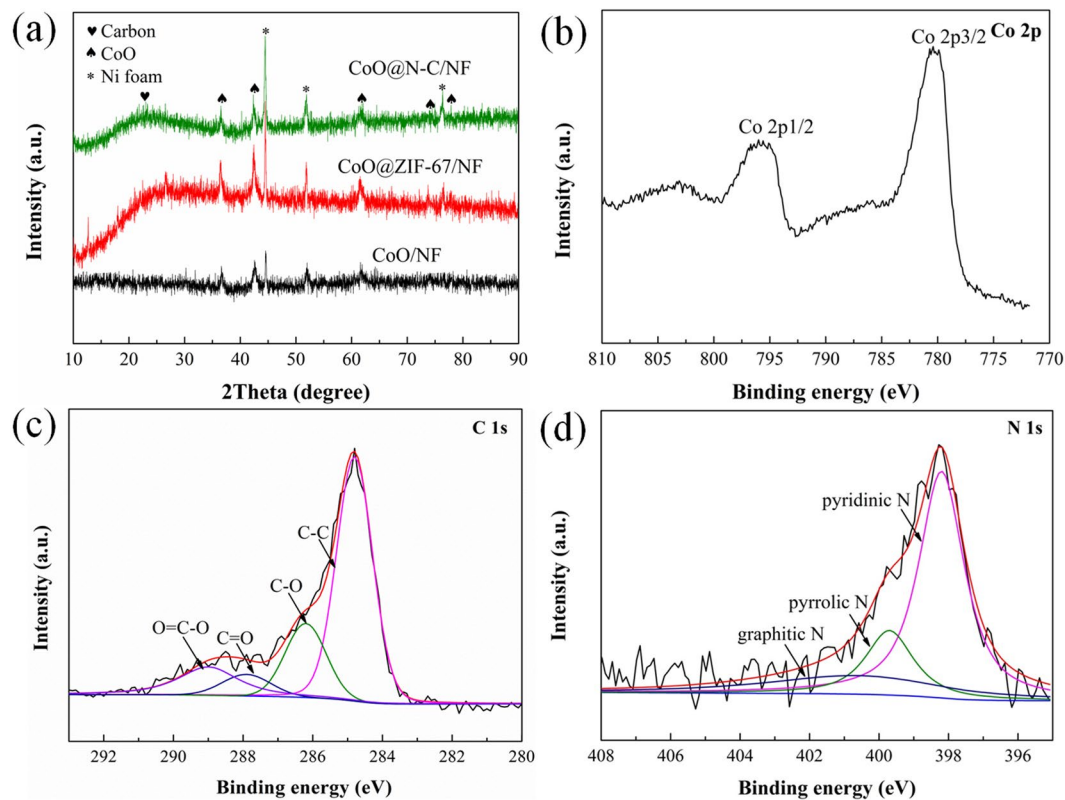 (a)
♥ Carbon
♠ CoO
* Ni foam
*
CoO@N-C/NF
♥ ♠ ♠ * ♠ ♠ * ♠
CoO@ZIF-67/NF
CoO/NF
Intensity (a.u.)
10 20 30 40 50 60 70 80 90
2Theta (degree)
(b)
Co 2p3/2
Co 2p
Co 2p1/2
Intensity (a.u.)
810 805 800 795 790 785 780 775 770
Binding energy (eV)
(c)
C 1s
C-C
C-O
O=C-O
C=O
Intensity (a.u.)
292 290 288 286 284 282 280
Binding energy (eV)
(d)
N 1s
pyridinic N
pyrrolic N
graphitic N
Intensity (a.u.)
408 406 404 402 400 398 396
Binding energy (eV)